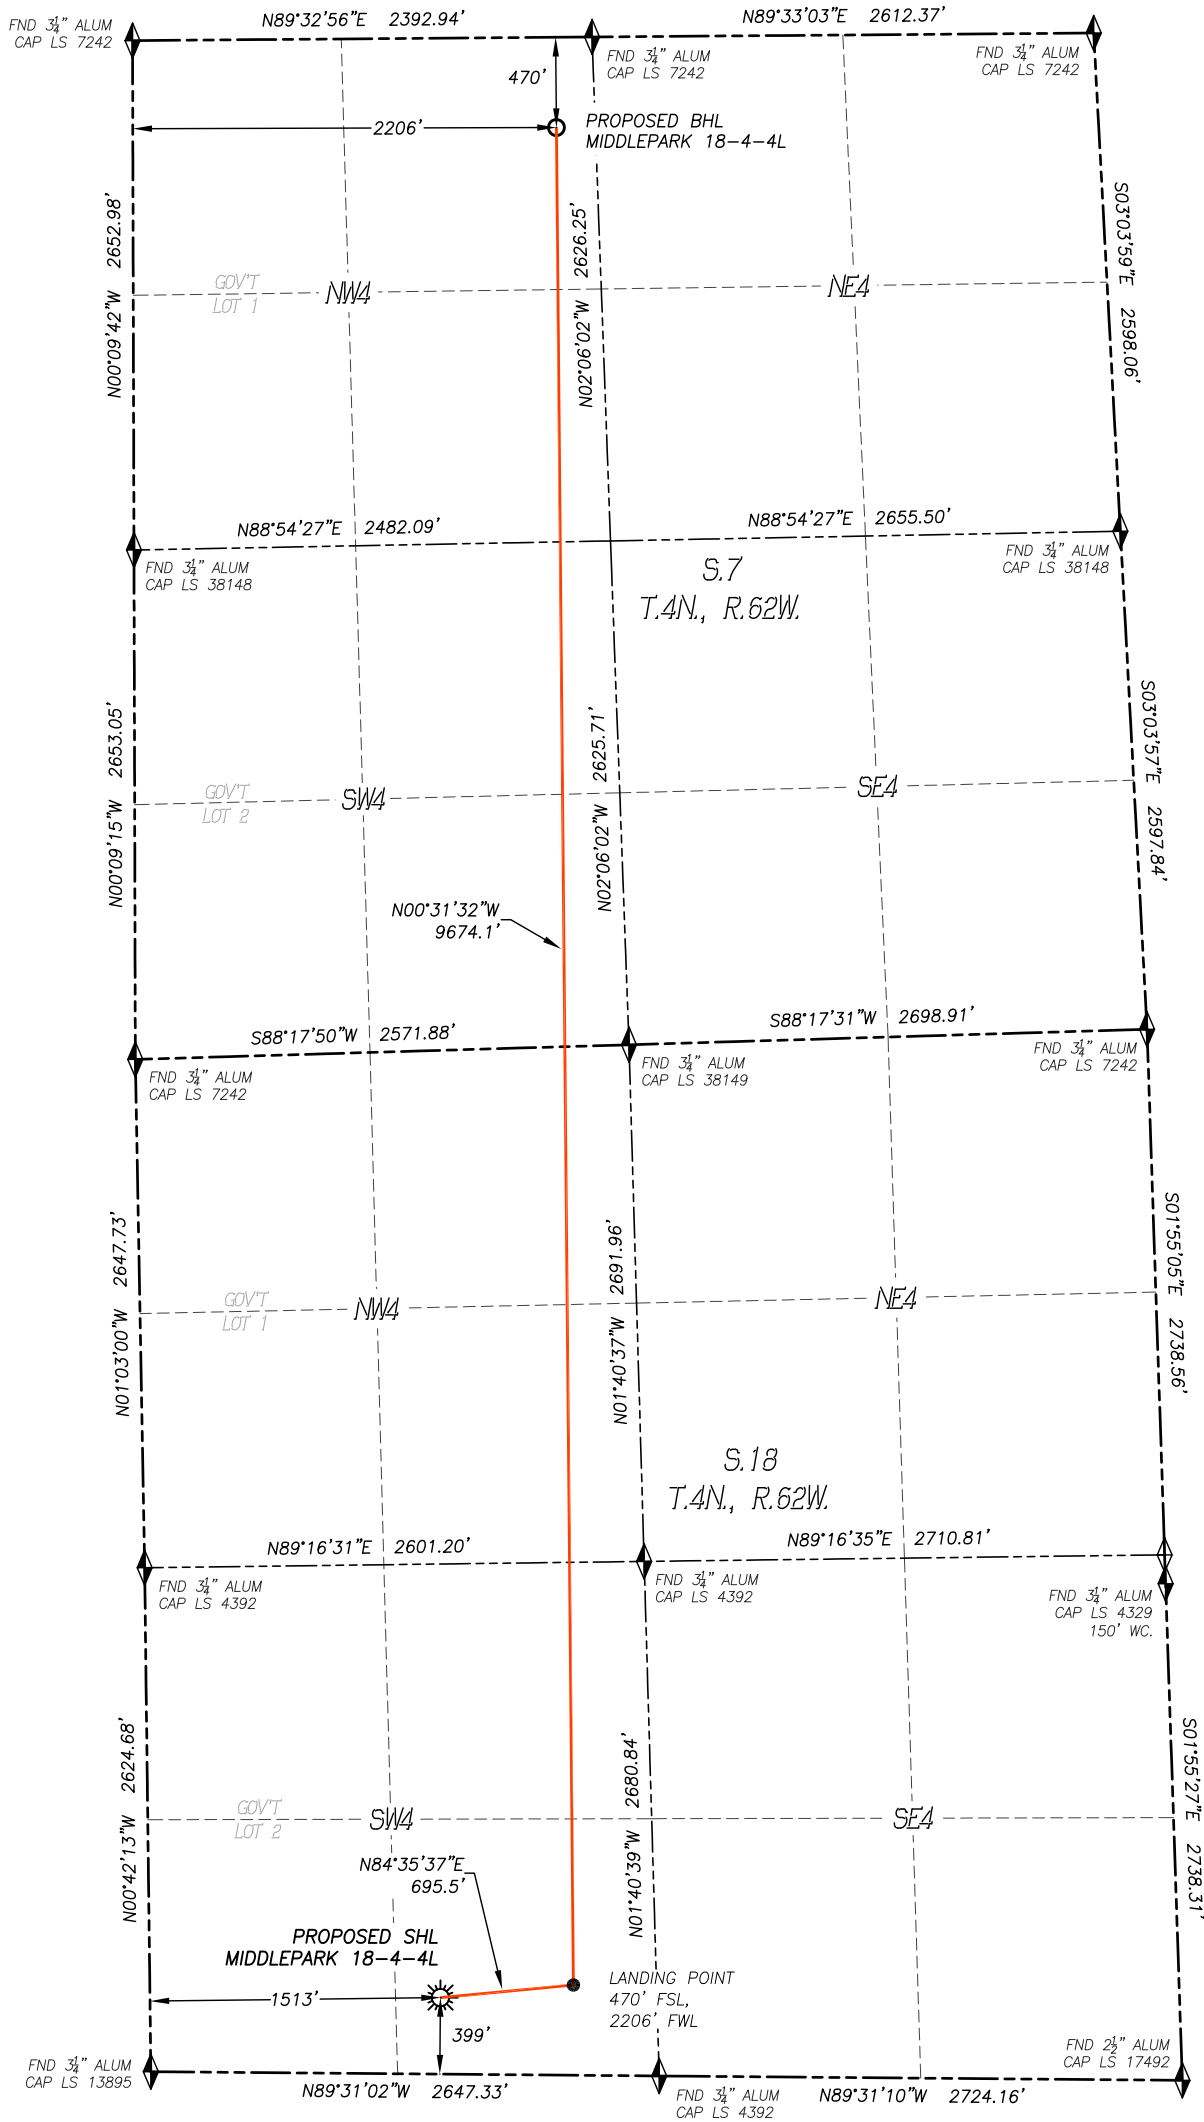 N89°32'56"E 2392.94'
N89°33'03"E 2612.37'
FND 3¼" ALUM
CAP LS 7242
FND 3¼" ALUM
CAP LS 7242
FND 3¼" ALUM
CAP LS 7242
470'
2206'
PROPOSED BHL
MIDDLEPARK 18-4-4L
N00°09'42"W 2652.98'
N02°06'02"W 2626.25'
S03°03'59"E 2598.06'
GOV'T
LOT 1
NW4
NE4
N88°54'27"E 2482.09'
N88°54'27"E 2655.50'
FND 3¼" ALUM
CAP LS 38148
FND 3¼" ALUM
CAP LS 38148
S.7
T.4N., R.62W.
N00°09'15"W 2653.05'
N02°06'02"W 2625.71'
S03°03'57"E 2597.84'
GOV'T
LOT 2
SW4
SE4
N00°31'32"W
9674.1'
S88°17'50"W 2571.88'
S88°17'31"W 2698.91'
FND 3¼" ALUM
CAP LS 7242
FND 3¼" ALUM
CAP LS 38149
FND 3¼" ALUM
CAP LS 7242
N01°03'00"W 2647.73'
N01°40'37"W 2691.96'
S01°55'05"E 2738.56'
GOV'T
LOT 1
NW4
NE4
S.18
T.4N., R.62W.
N89°16'31"E 2601.20'
N89°16'35"E 2710.81'
FND 3¼" ALUM
CAP LS 4392
FND 3¼" ALUM
CAP LS 4392
FND 3¼" ALUM
CAP LS 4329
150' WC.
N00°42'13"W 2624.68'
N01°40'39"W 2680.84'
S01°55'27"E 2738.31'
GOV'T
LOT 2
SW4
SE4
N84°35'37"E
695.5'
PROPOSED SHL
MIDDLEPARK 18-4-4L
1513'
399'
LANDING POINT
470' FSL,
2206' FWL
FND 3¼" ALUM
CAP LS 13895
N89°31'02"W 2647.33'
FND 3¼" ALUM
CAP LS 4392
N89°31'10"W 2724.16'
FND 2½" ALUM
CAP LS 17492